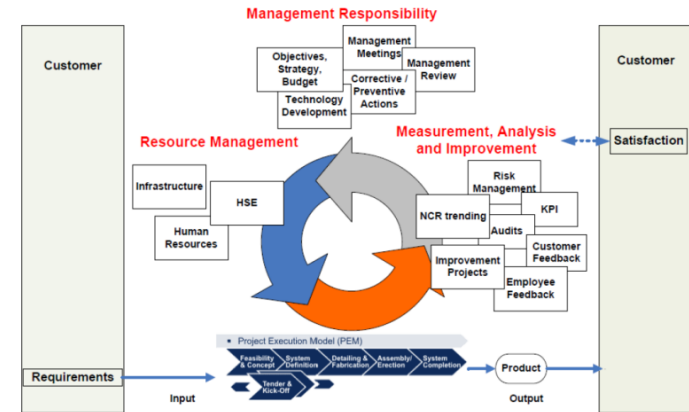 Management Responsibility
Customer
Customer
Management
Meetings
Objectives,
Strategy,
Budget
Management
Review
Corrective /
Preventive
Actions
Technology
Development
Resource Management
Measurement, Analysis
and Improvement
Satisfaction
Infrastructure
HSE
Human
Resources
Risk
Management
NCR trending
KPI
Audits
Customer
Feedback
Improvement
Projects
Employee
Feedback
Project Execution Model (PEM)
Feasibility
& Concept
System
Definition
Detailing &
Fabrication
Assembly/
Erection
System
Completion
Tender &
Kick-Off
Requirements
Input
Product
Output